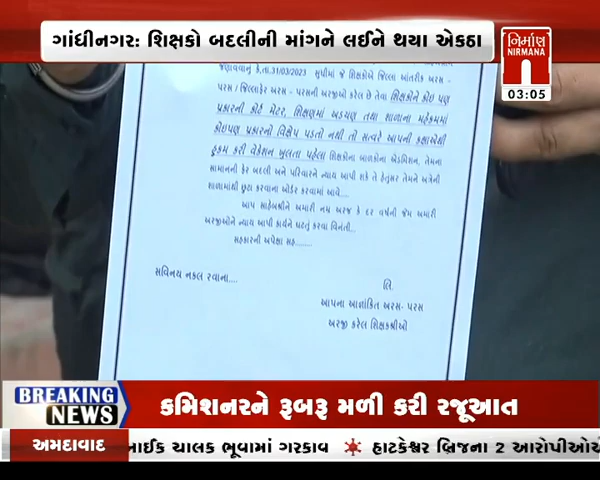 ગાંધીનગર: શિક્ષકો બદલીની માંગને લઈને થયા એકઠા
નિર્માણ
NIRMANA
03:05
જણાવવાનું કે,તા.31/03/2023 સુધીમાં જે શિક્ષકોએ જિલ્લા આંતરીક અરસ -
પરસ / જિલ્લાફેર અરસ - પરસની અરજીઓ કરેલ છે તેવા શિક્ષકોને કોઇ પણ
પ્રકારની કોર્ટ મેટર, શિક્ષણમાં અડચણ તથા શાળાના મહેકમમાં
કોઇપણ પ્રકારનો વિક્ષેપ પડતો નથી તો સત્વરે આપની કક્ષાએથી
હુકમ કરી વેકેશન ખુલતા પહેલા શિક્ષકોના બાળકોના એડમિશન, તેમના
સામાનની ફેર બદલી અને પરિવારને ન્યાય આપી શકે તે હેતુસર તેમને અત્રેની
શાળામાંથી છુટા કરવાના ઓર્ડર કરવામાં આવે....
આપ સાહેબશ્રીને અમારી નમ્ર અરજ કે દર વર્ષની જેમ અમારી
અરજીઓને ન્યાય આપી કાર્યને ઘટતું કરવા વિનંતી...
સહકારની અપેક્ષા સહ........
સવિનય નકલ રવાના....
લિ.
આપના આજ્ઞાંકિત અરસ- પરસ
અરજી કરેલ શિક્ષકશ્રીઓ
BREAKING NEWS
કમિશનરને રૂબરૂ મળી કરી રજૂઆત
અમદાવાદ
બાઈક ચાલક ભૂવામાં ગરકાવ હાટકેશ્વર બ્રિજના 2 આરોપીઓએ